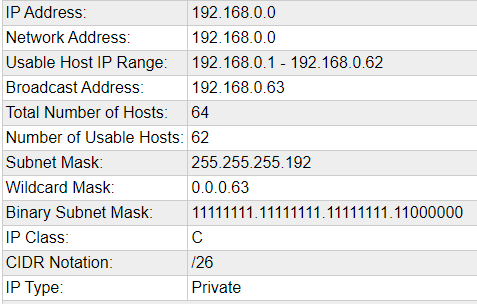 IP Address: 192.168.0.0
Network Address: 192.168.0.0
Usable Host IP Range: 192.168.0.1 - 192.168.0.62
Broadcast Address: 192.168.0.63
Total Number of Hosts: 64
Number of Usable Hosts: 62
Subnet Mask: 255.255.255.192
Wildcard Mask: 0.0.0.63
Binary Subnet Mask: 11111111.11111111.11111111.11000000
IP Class: C
CIDR Notation: /26
IP Type: Private